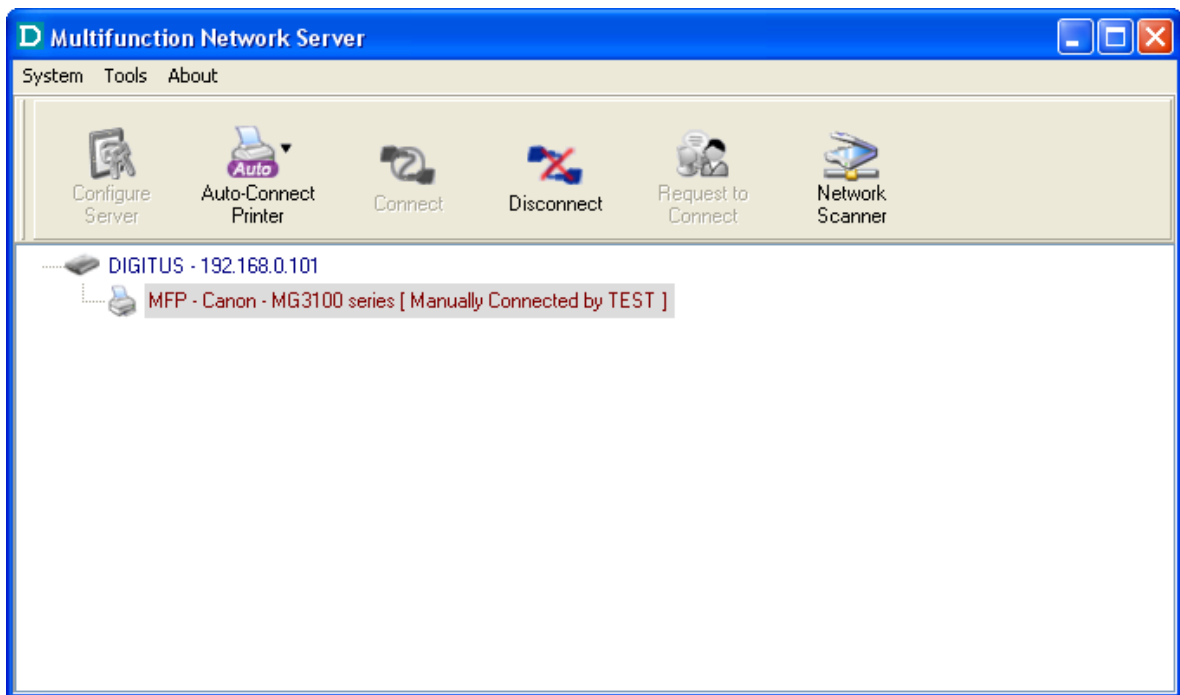 D Multifunction Network Server
System Tools About
Auto
Configure Server
Auto-Connect Printer
Connect
Disconnect
Request to Connect
Network Scanner
DIGITUS - 192.168.0.101
MFP - Canon - MG3100 series [ Manually Connected by TEST ]